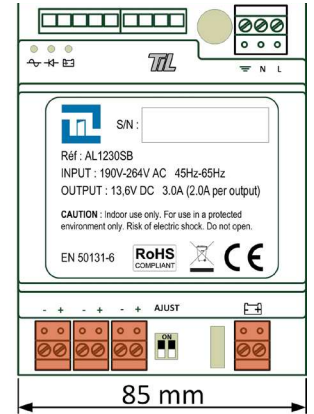 TiL
⏚ N L
TiL
S/N :
Réf : AL1230SB
INPUT : 190V-264V AC 45Hz-65Hz
OUTPUT : 13,6V DC 3.0A (2.0A per output)
CAUTION : Indoor use only. For use in a protected
environment only. Risk of electric shock. Do not open.
EN 50131-6 RoHS CE
COMPLIANT
- + - + - + AJUST - +
ON
85 mm